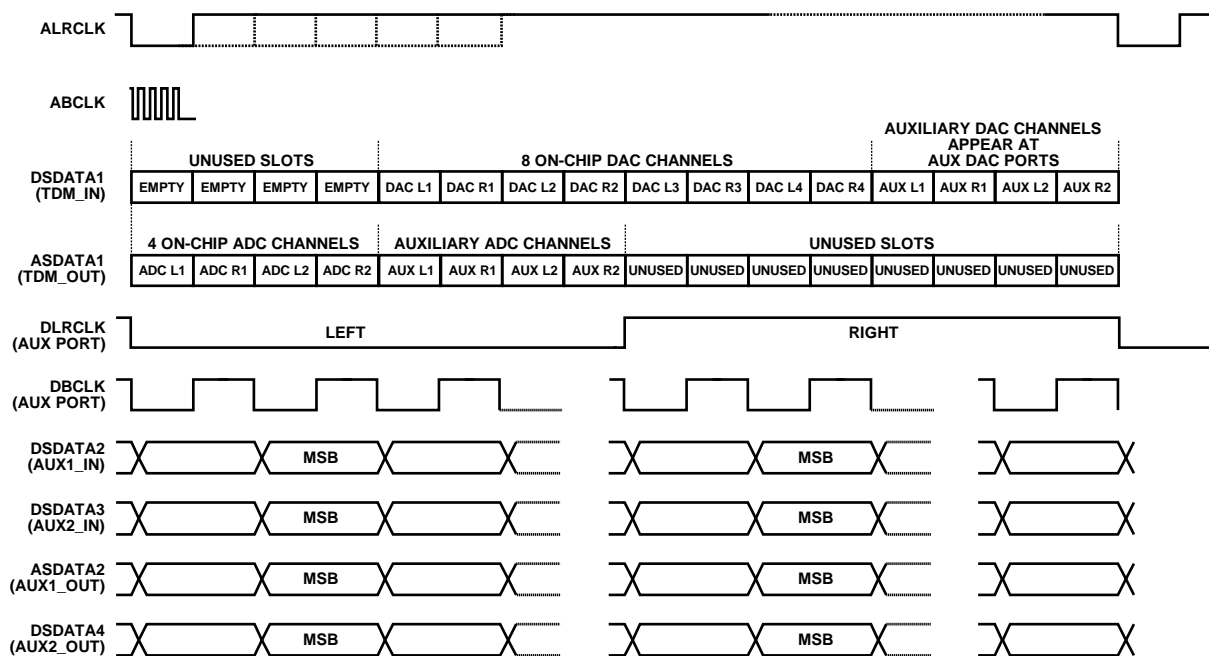 ALRCLK
ABCLK
AUXILIARY DAC CHANNELS
APPEAR AT
AUX DAC PORTS
UNUSED SLOTS 8 ON-CHIP DAC CHANNELS
DSDATA1
(TDM_IN)
EMPTY EMPTY EMPTY EMPTY DAC L1 DAC R1 DAC L2 DAC R2 DAC L3 DAC R3 DAC L4 DAC R4 AUX L1 AUX R1 AUX L2 AUX R2
4 ON-CHIP ADC CHANNELS AUXILIARY ADC CHANNELS UNUSED SLOTS
ASDATA1
(TDM_OUT)
ADC L1 ADC R1 ADC L2 ADC R2 AUX L1 AUX R1 AUX L2 AUX R2 UNUSED UNUSED UNUSED UNUSED UNUSED UNUSED UNUSED UNUSED
DLRCLK
(AUX PORT)
LEFT RIGHT
DBCLK
(AUX PORT)
DSDATA2
(AUX1_IN)
MSB MSB
DSDATA3
(AUX2_IN)
MSB MSB
ASDATA2
(AUX1_OUT)
MSB MSB
DSDATA4
(AUX2_OUT)
MSB MSB